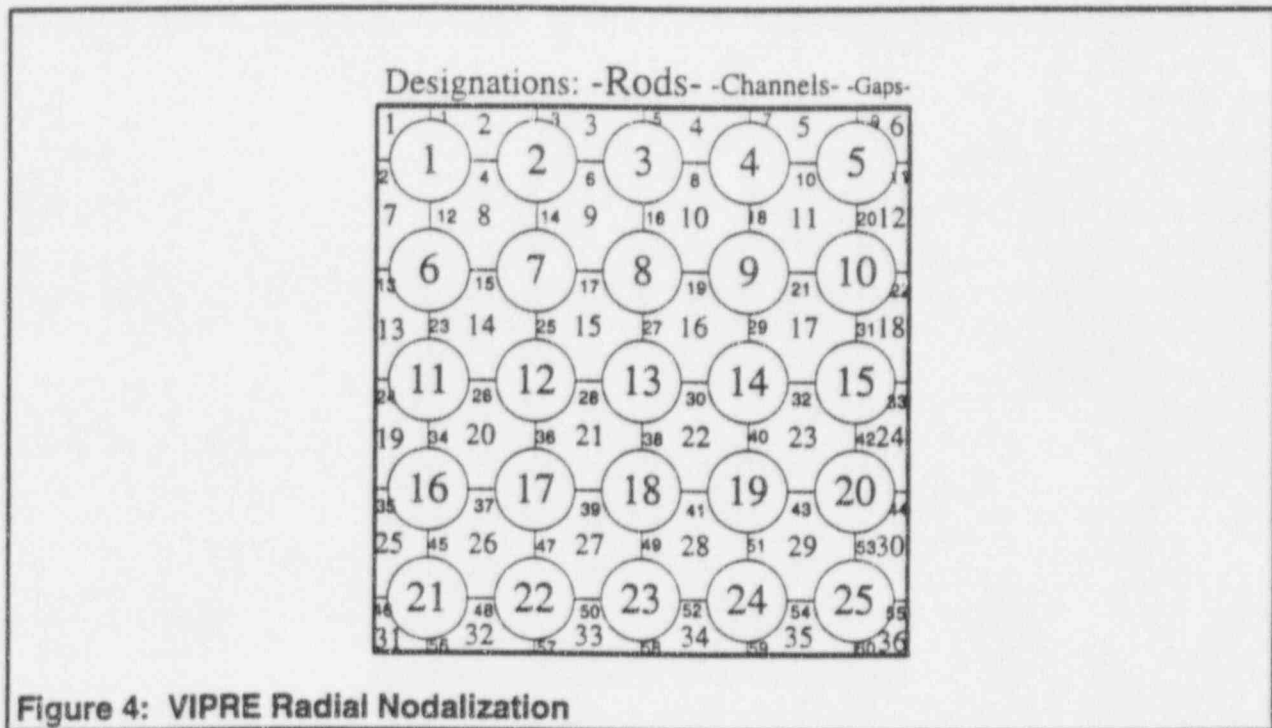 Designations: -Rods- -Channels- -Gaps-
1 1 2 3 3 5 4 7 5 9 6
1 2 3 4 5
2 4 6 8 10 11
7 12 8 14 9 16 10 18 11 20 12
6 7 8 9 10
13 15 17 19 21 22
13 23 14 25 15 27 16 29 17 31 18
11 12 13 14 15
24 26 28 30 32 33
19 34 20 36 21 38 22 40 23 42 24
16 17 18 19 20
35 37 39 41 43 44
25 45 26 47 27 49 28 51 29 53 30
21 22 23 24 25
46 48 50 52 54 55
31 56 32 57 33 58 34 59 35 60 36
Figure 4: VIPRE Radial Nodalization